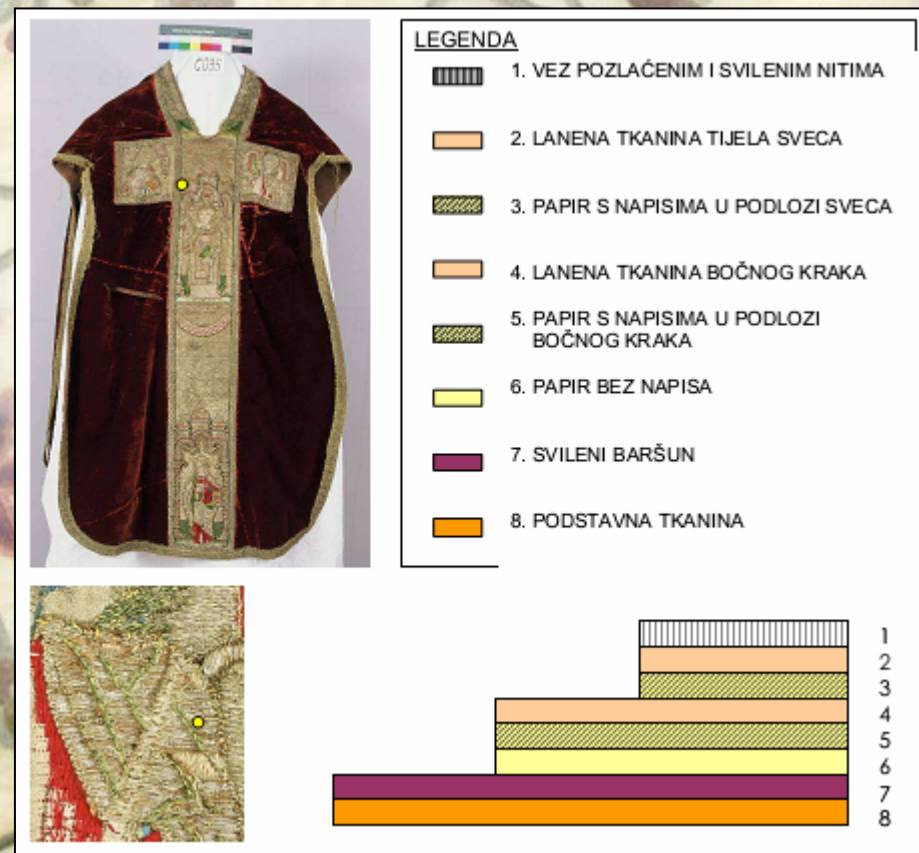 C035
LEGENDA
1. VEZ POZLAĆENIM I SVILENIM NITIMA
2. LANENA TKANINA TIJELA SVECA
3. PAPIR S NAPISIMA U PODLOZI SVECA
4. LANENA TKANINA BOČNOG KRAKA
5. PAPIR S NAPISIMA U PODLOZI
BOČNOG KRAKA
6. PAPIR BEZ NAPISA
7. SVILENI BARŠUN
8. PODSTAVNA TKANINA
1
2
3
4
5
6
7
8